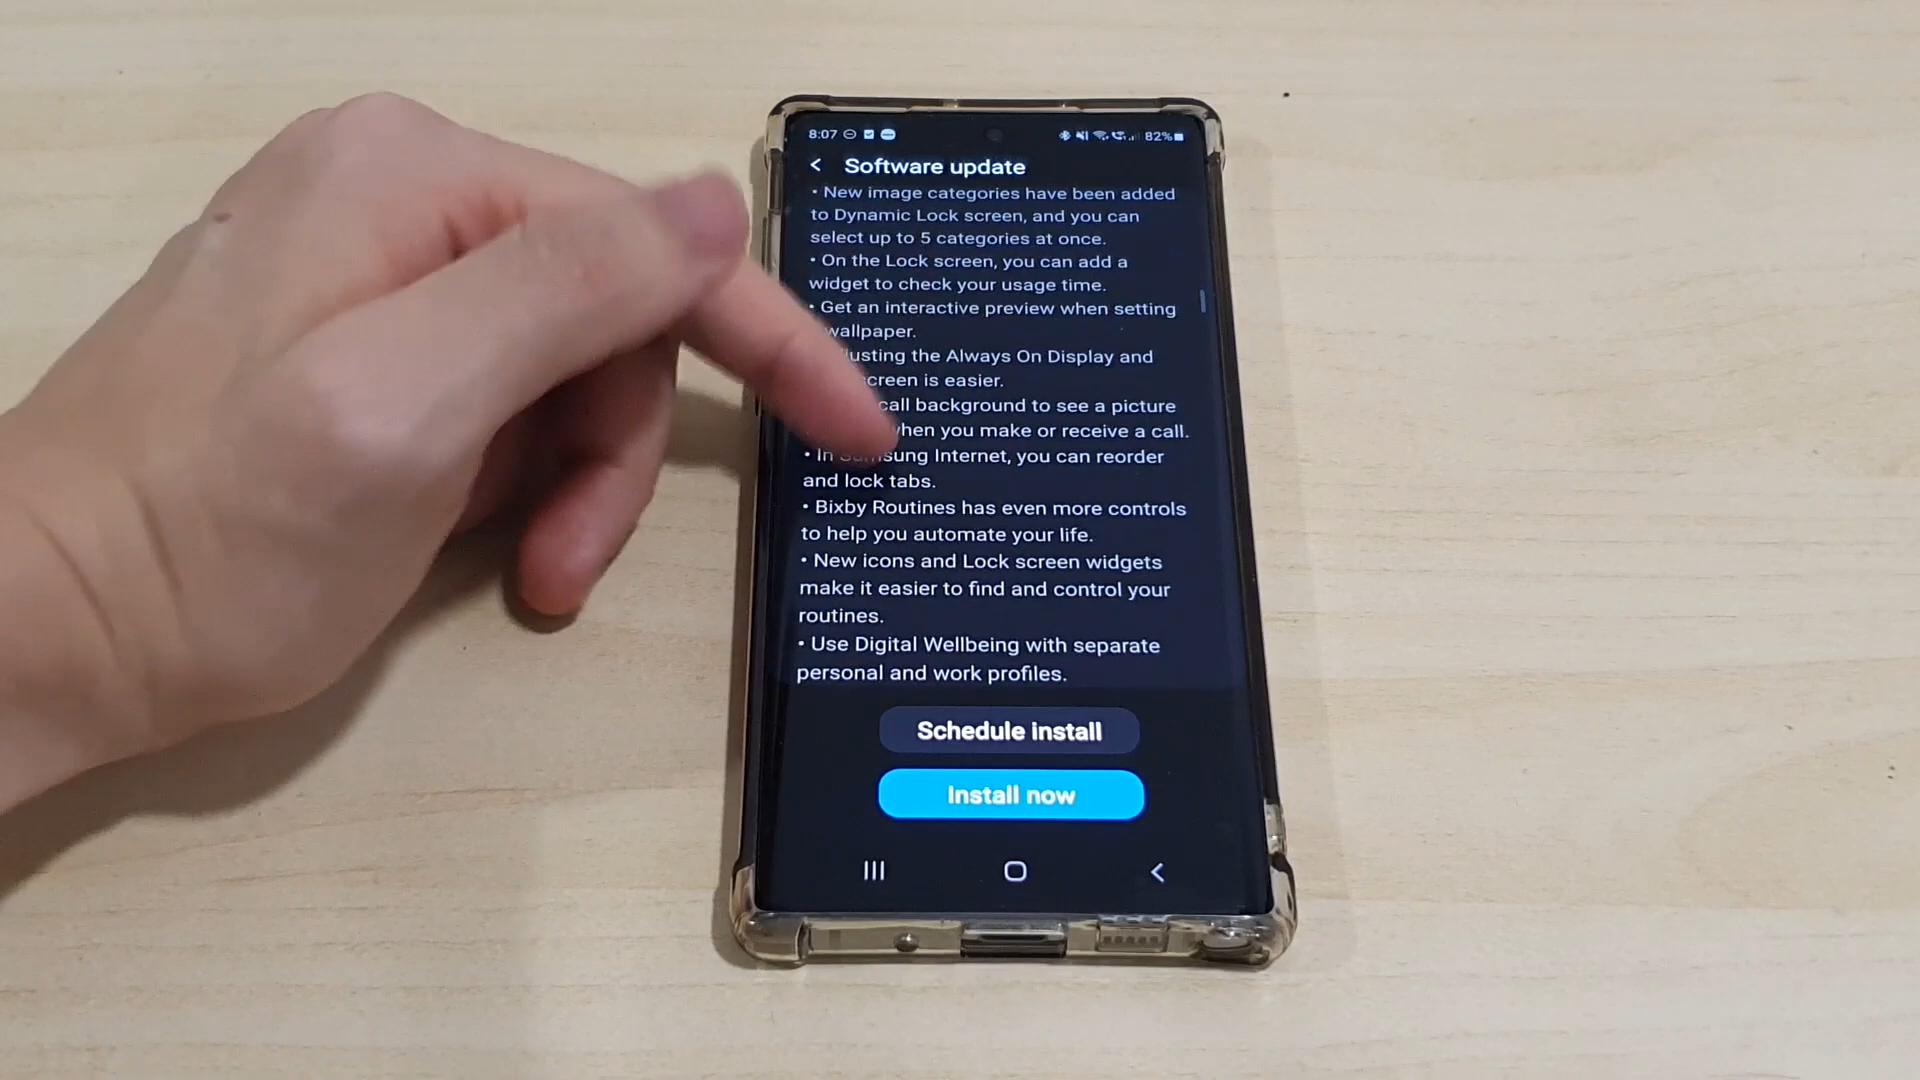 8:07 82%
Software update
• New image categories have been added
to Dynamic Lock screen, and you can
select up to 5 categories at once.
• On the Lock screen, you can add a
widget to check your usage time.
• Get an interactive preview when setting
wallpaper.
the Always On Display and
screen is easier.
call background to see a picture
when you make or receive a call.
• In Samsung Internet, you can reorder
and lock tabs.
• Bixby Routines has even more controls
to help you automate your life.
• New icons and Lock screen widgets
make it easier to find and control your
routines.
• Use Digital Wellbeing with separate
personal and work profiles.
Schedule install
Install now